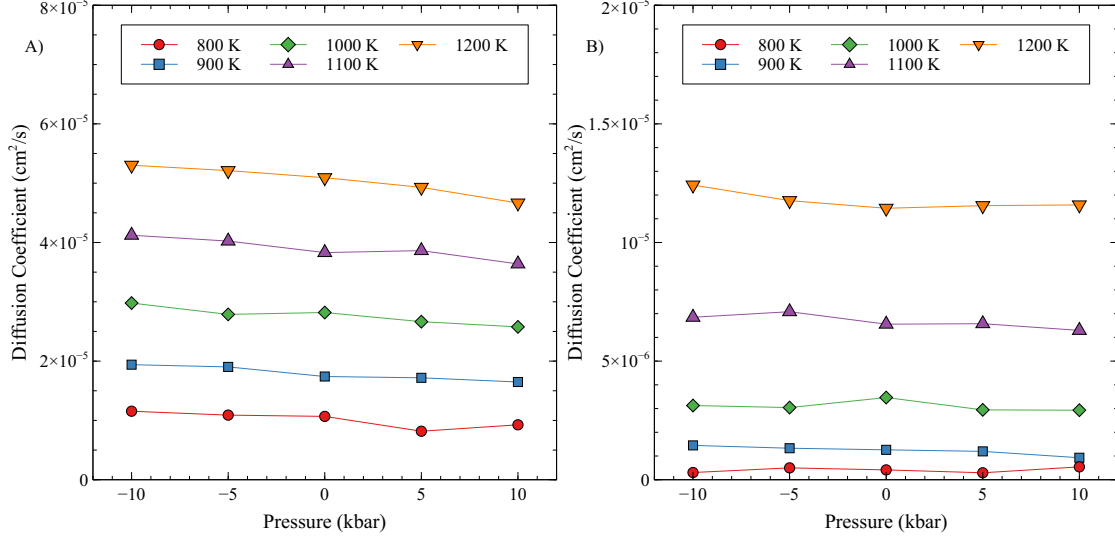 A)
800 K 1000 K 1200 K
900 K 1100 K
8×10⁻⁵
6×10⁻⁵
4×10⁻⁵
2×10⁻⁵
0
Diffusion Coefficient (cm²/s)
−10 −5 0 5 10
Pressure (kbar)
B)
800 K 1000 K 1200 K
900 K 1100 K
2×10⁻⁵
1.5×10⁻⁵
1×10⁻⁵
5×10⁻⁶
0
Diffusion Coefficient (cm²/s)
−10 −5 0 5 10
Pressure (kbar)